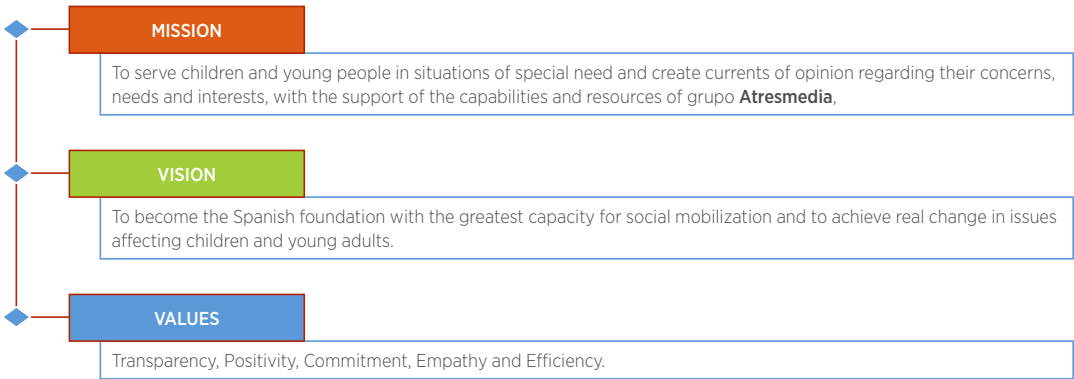 MISSION
To serve children and young people in situations of special need and create currents of opinion regarding their concerns,
needs and interests, with the support of the capabilities and resources of grupo Atresmedia,
VISION
To become the Spanish foundation with the greatest capacity for social mobilization and to achieve real change in issues
affecting children and young adults.
VALUES
Transparency, Positivity, Commitment, Empathy and Efficiency.